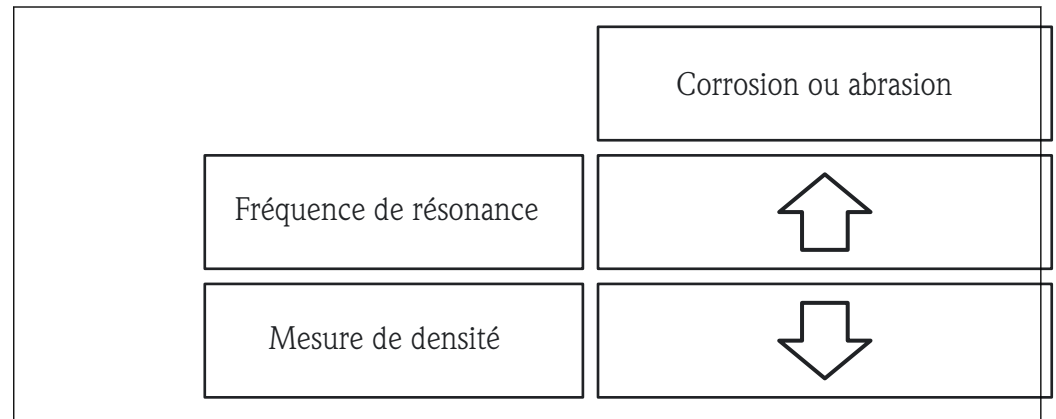 Corrosion ou abrasion
Fréquence de résonance
Mesure de densité